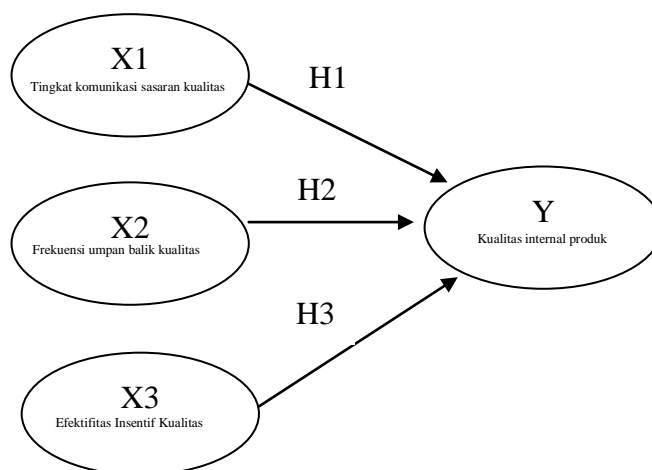 X1
Tingkat komunikasi sasaran kualitas
H1
H2
X2
Frekuensi umpan balik kualitas
Y
Kualitas internal produk
H3
X3
Efektifitas Insentif Kualitas